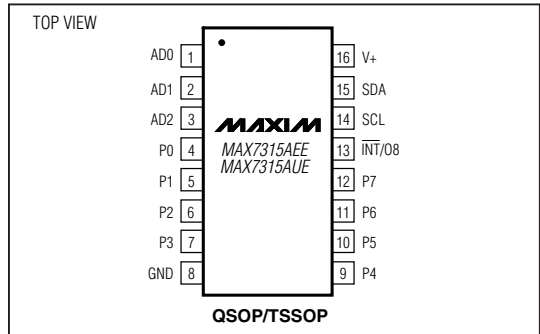 TOP VIEW
AD0 1
16 V+
AD1 2
15 SDA
AD2 3
14 SCL
MAXIM
P0 4
MAX7315AEE
13 INT/O8
MAX7315AUE
P1 5
12 P7
P2 6
11 P6
P3 7
10 P5
GND 8
9 P4
QSOP/TSSOP